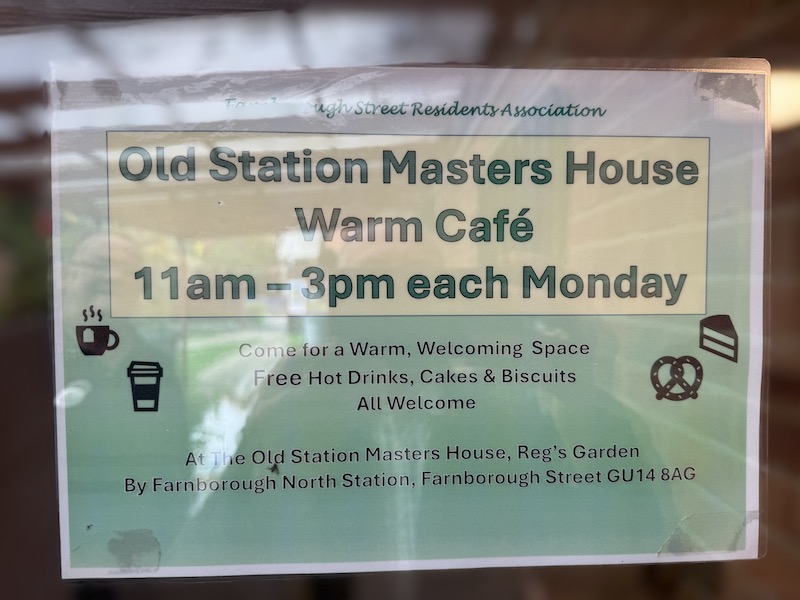 Farnborough Street Residents Association
Old Station Masters House
Warm Café
11am – 3pm each Monday
Come for a Warm, Welcoming Space
Free Hot Drinks, Cakes & Biscuits
All Welcome
At The Old Station Masters House, Reg's Garden
By Farnborough North Station, Farnborough Street GU14 8AG